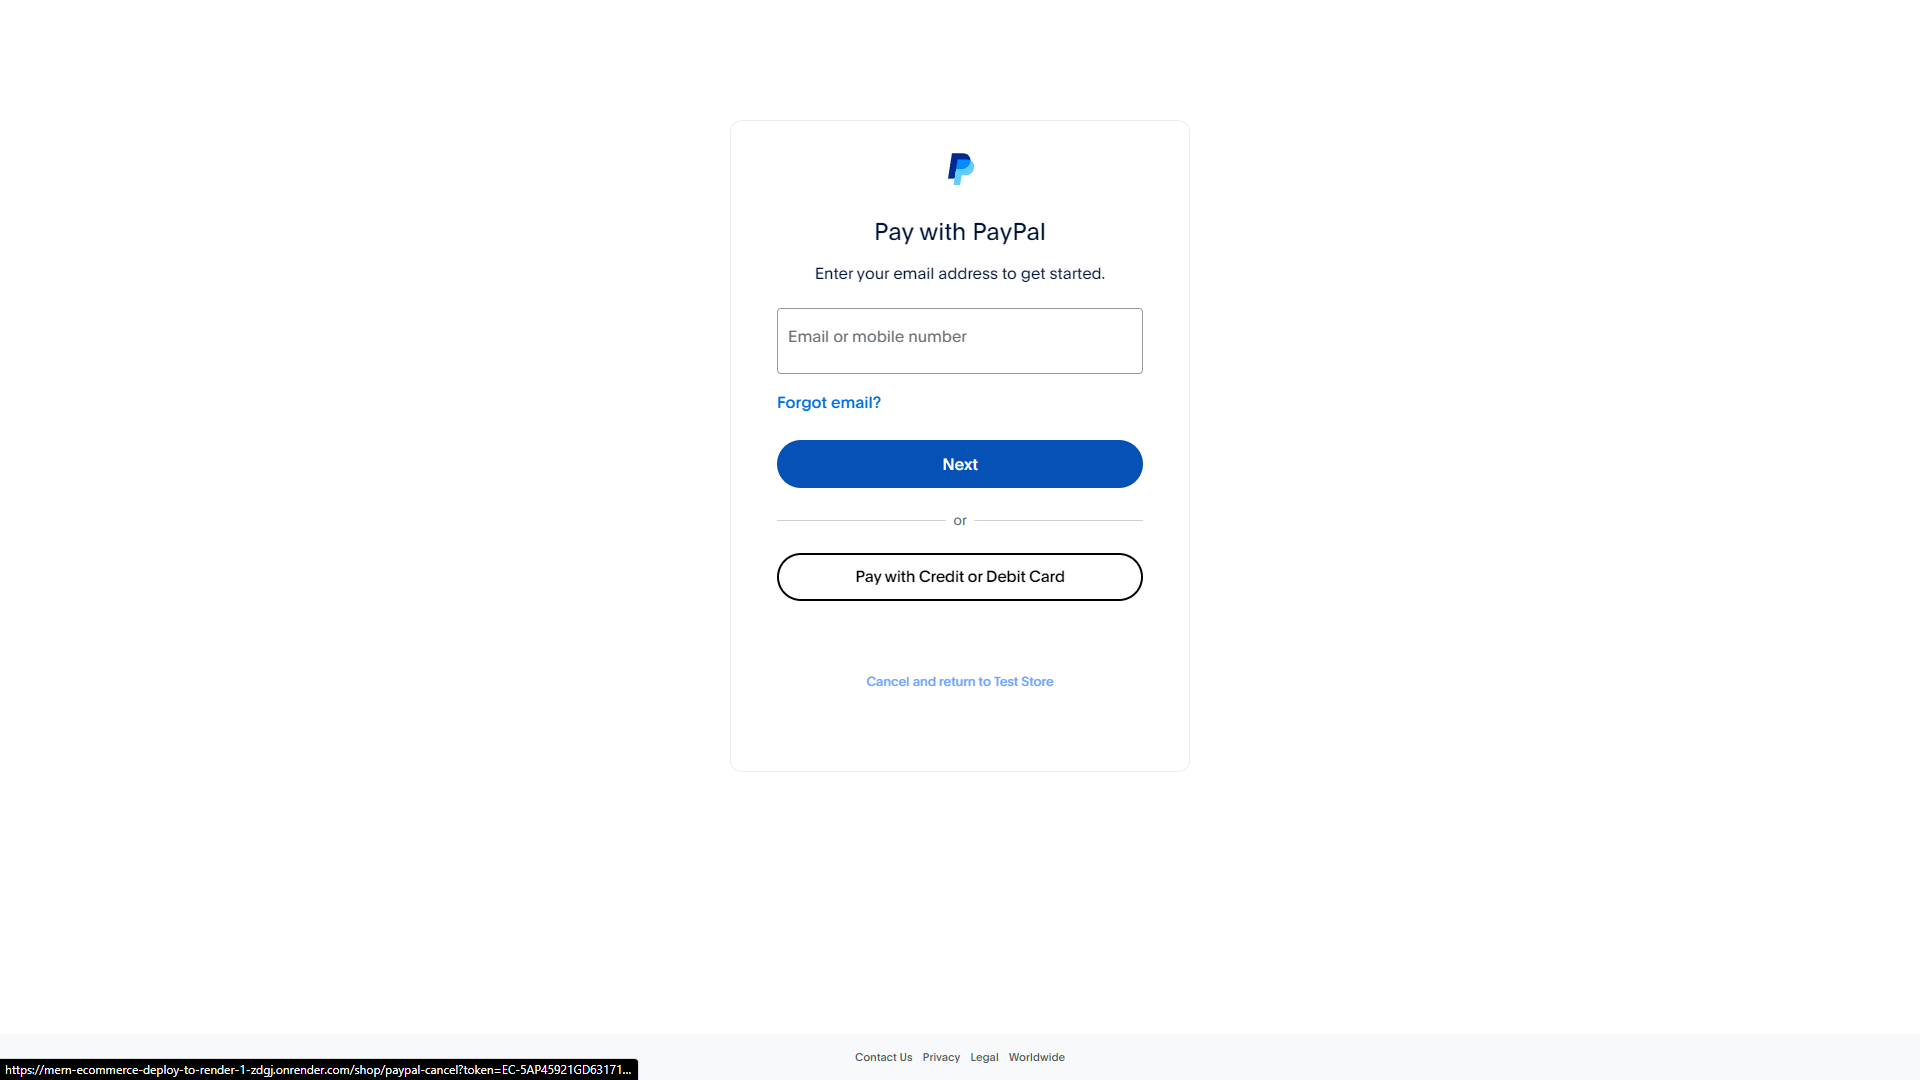 Pay with PayPal
Enter your email address to get started.
Email or mobile number
Forgot email?
Next
or
Pay with Credit or Debit Card
Cancel and return to Test Store
Contact Us Privacy Legal Worldwide
https://mern-ecommerce-deploy-to-render-1-zdgj.onrender.com/shop/paypal-cancel?token=EC-5AP45921GD63171...